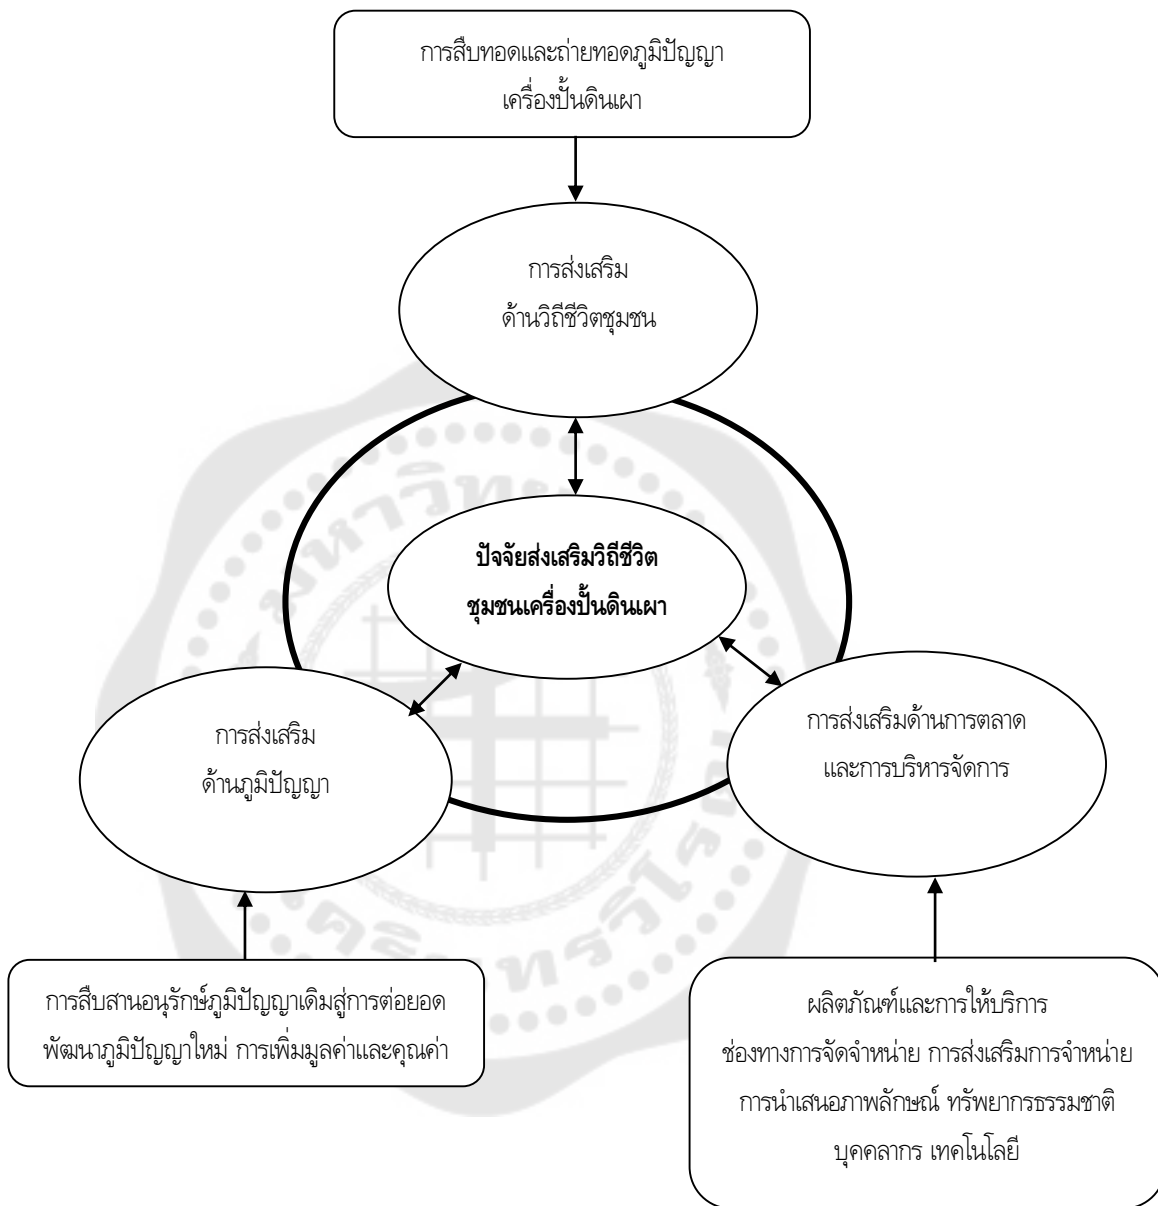 การสืบทอดและถ่ายทอดภูมิปัญญา
เครื่องปั้นดินเผา
การส่งเสริม
ด้านวิถีชีวิตชุมชน
ปัจจัยส่งเสริมวิถีชีวิต
ชุมชนเครื่องปั้นดินเผา
การส่งเสริม
ด้านภูมิปัญญา
การส่งเสริมด้านการตลาด
และการบริหารจัดการ
การสืบสานอนุรักษ์ภูมิปัญญาเดิมสู่การต่อยอด
พัฒนาภูมิปัญญาใหม่ การเพิ่มมูลค่าและคุณค่า
ผลิตภัณฑ์และการให้บริการ
ช่องทางการจัดจำหน่าย การส่งเสริมการจำหน่าย
การนำเสนอภาพลักษณ์ ทรัพยากรธรรมชาติ
บุคคลากร เทคโนโลยี